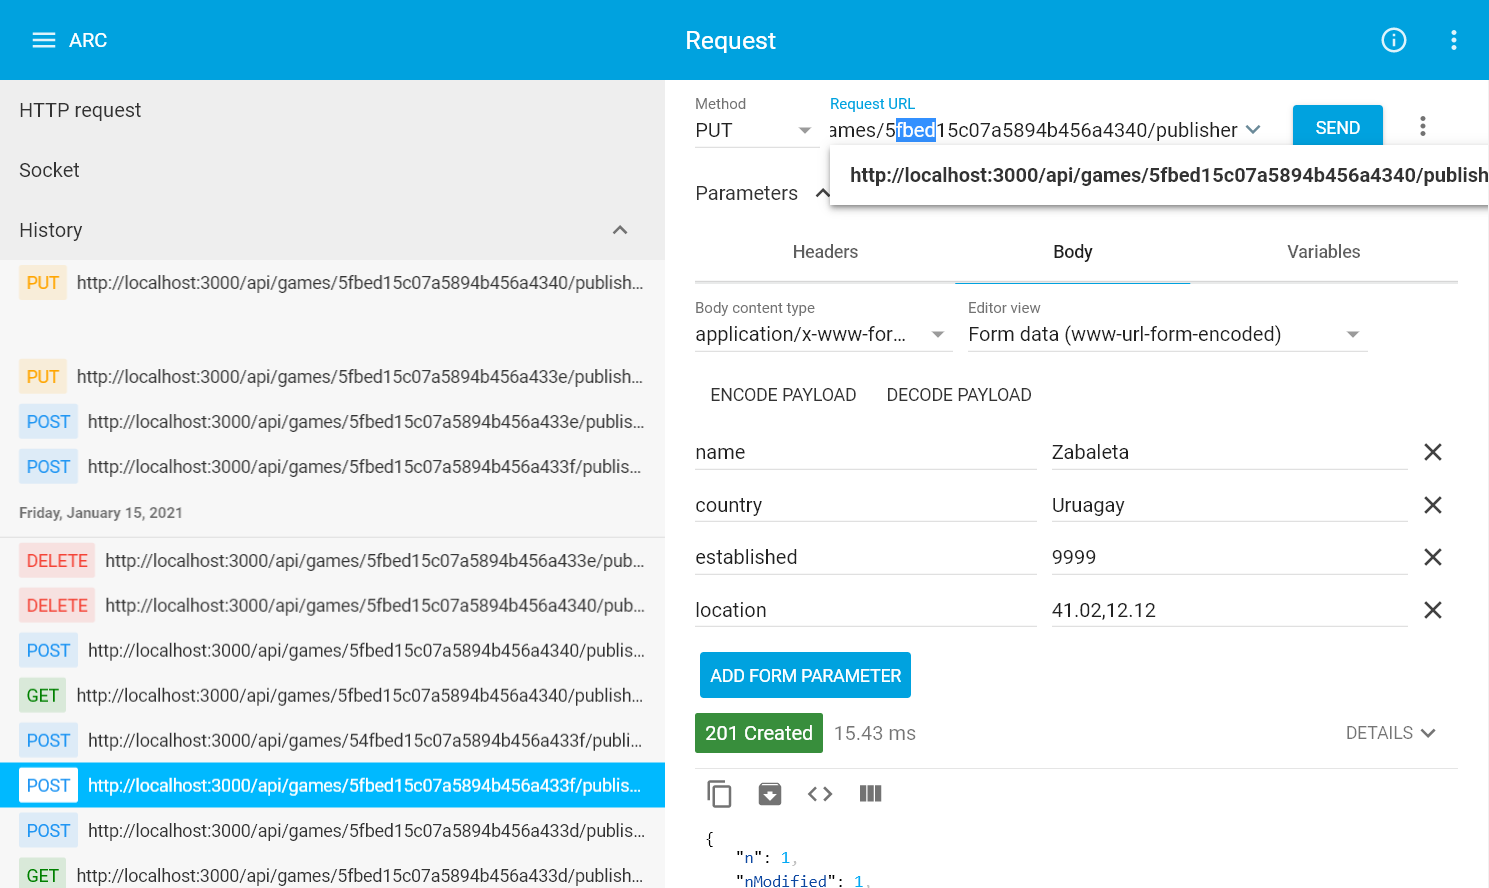 ARC
Request
HTTP request
Socket
History
PUT http://localhost:3000/api/games/5fbed15c07a5894b456a4340/publish...
PUT http://localhost:3000/api/games/5fbed15c07a5894b456a433e/publish...
POST http://localhost:3000/api/games/5fbed15c07a5894b456a433e/publis...
POST http://localhost:3000/api/games/5fbed15c07a5894b456a433f/publis...
Friday, January 15, 2021
DELETE http://localhost:3000/api/games/5fbed15c07a5894b456a433e/pub...
DELETE http://localhost:3000/api/games/5fbed15c07a5894b456a4340/pub...
POST http://localhost:3000/api/games/5fbed15c07a5894b456a4340/publis...
GET http://localhost:3000/api/games/5fbed15c07a5894b456a4340/publish...
POST http://localhost:3000/api/games/54fbed15c07a5894b456a433f/publi...
POST http://localhost:3000/api/games/5fbed15c07a5894b456a433f/publis...
POST http://localhost:3000/api/games/5fbed15c07a5894b456a433d/publis...
GET http://localhost:3000/api/games/5fbed15c07a5894b456a433d/publish...
Method
Request URL
PUT
ames/5fbed15c07a5894b456a4340/publisher
SEND
http://localhost:3000/api/games/5fbed15c07a5894b456a4340/publish
Parameters
Headers Body Variables
Body content type
Editor view
application/x-www-for...
Form data (www-url-form-encoded)
ENCODE PAYLOAD DECODE PAYLOAD
name Zabaleta
country Uruagay
established 9999
location 41.02,12.12
ADD FORM PARAMETER
201 Created 15.43 ms DETAILS
{
"n": 1,
"nModified": 1,